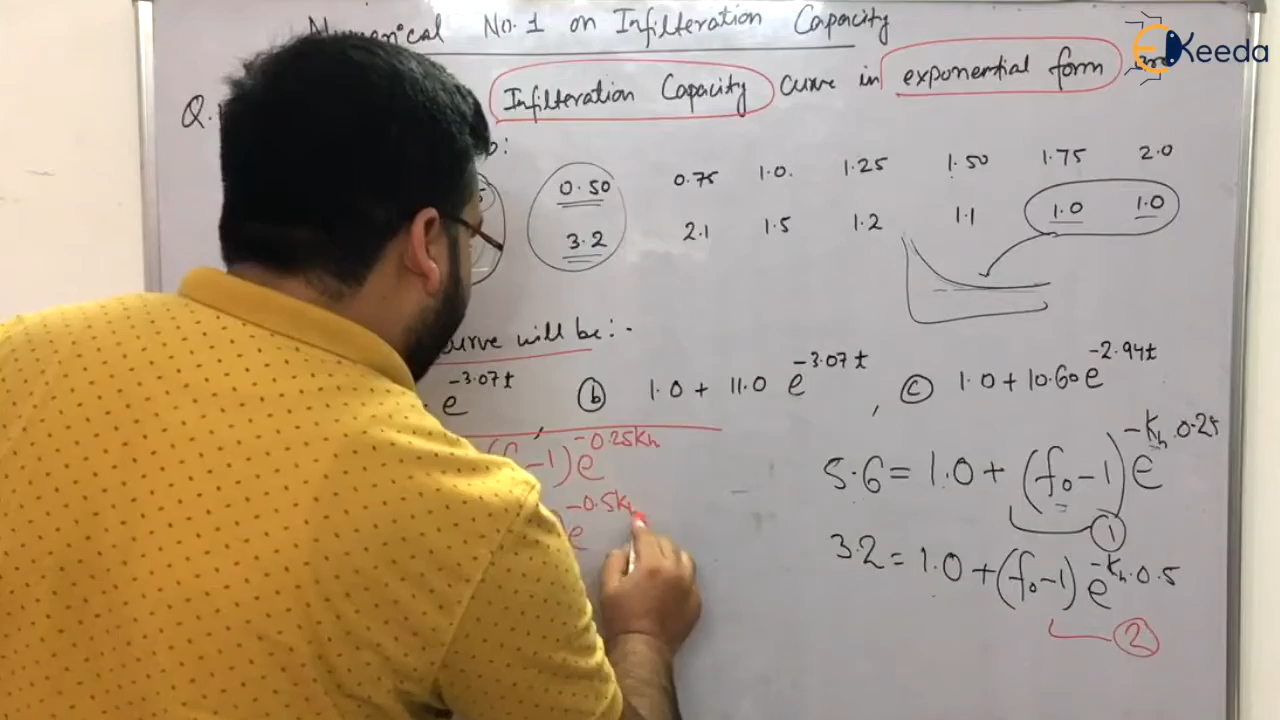 Numerical No.1 on Infilteration Capacity
EKeeda
Q.
Infilteration Capacity Curve in exponential form
0.50 0.75 1.0. 1.25 1.50 1.75 2.0
3.2 2.1 1.5 1.2 1.1 1.0 1.0
curve will be:-
e^-3.07t , (b) 1.0 + 11.0 e^-3.07t , (c) 1.0+10.60e^-2.94t
-1)e^-0.25Kh
e^-0.5Kh
5.6 = 1.0 + (f₀-1) e^-Kh.0.25
①
3.2 = 1.0 + (f₀-1) e^-Kh.0.5
②